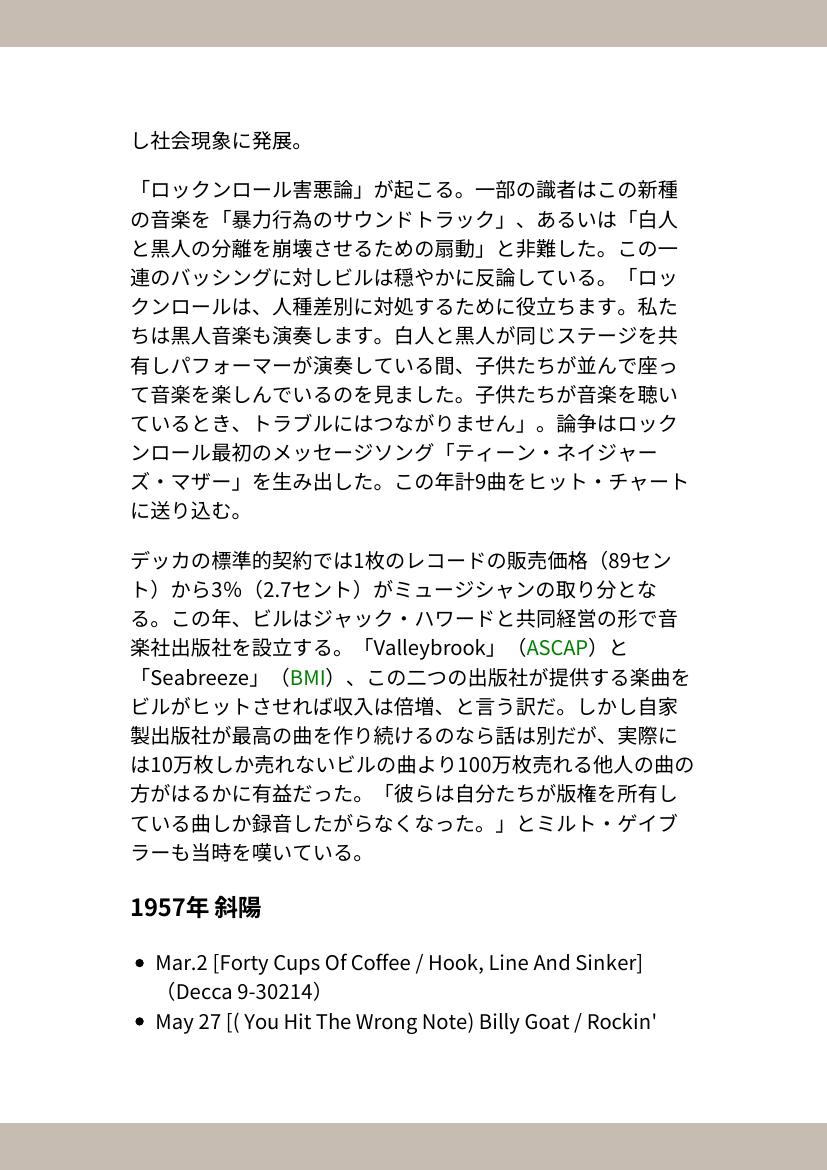 し社会現象に発展。
「ロックンロール害悪論」が起こる。一部の識者はこの新種
の音楽を「暴力行為のサウンドトラック」、あるいは「白人
と黒人の分離を崩壊させるための扇動」と非難した。この一
連のバッシングに対しビルは穏やかに反論している。「ロッ
クンロールは、人種差別に対処するために役立ちます。私た
ちは黒人音楽も演奏します。白人と黒人が同じステージを共
有しパフォーマーが演奏している間、子供たちが並んで座っ
て音楽を楽しんでいるのを見ました。子供たちが音楽を聴い
ているとき、トラブルにはつながりません」。論争はロック
ンロール最初のメッセージソング「ティーン・ネイジャー
ズ・マザー」を生み出した。この年計9曲をヒット・チャート
に送り込む。
デッカの標準的契約では1枚のレコードの販売価格（89セン
ト）から3％（2.7セント）がミュージシャンの取り分とな
る。この年、ビルはジャック・ハワードと共同経営の形で音
楽社出版社を設立する。「Valleybrook」（ASCAP）と
「Seabreeze」（BMI）、この二つの出版社が提供する楽曲を
ビルがヒットさせれば収入は倍増、と言う訳だ。しかし自家
製出版社が最高の曲を作り続けるのなら話は別だが、実際に
は10万枚しか売れないビルの曲より100万枚売れる他人の曲の
方がはるかに有益だった。「彼らは自分たちが版権を所有し
ている曲しか録音したがらなくなった。」とミルト・ゲイブ
ラーも当時を嘆いている。
1957年 斜陽
• Mar.2 [Forty Cups Of Coffee / Hook, Line And Sinker]
（Decca 9-30214）
• May 27 [( You Hit The Wrong Note) Billy Goat / Rockin'